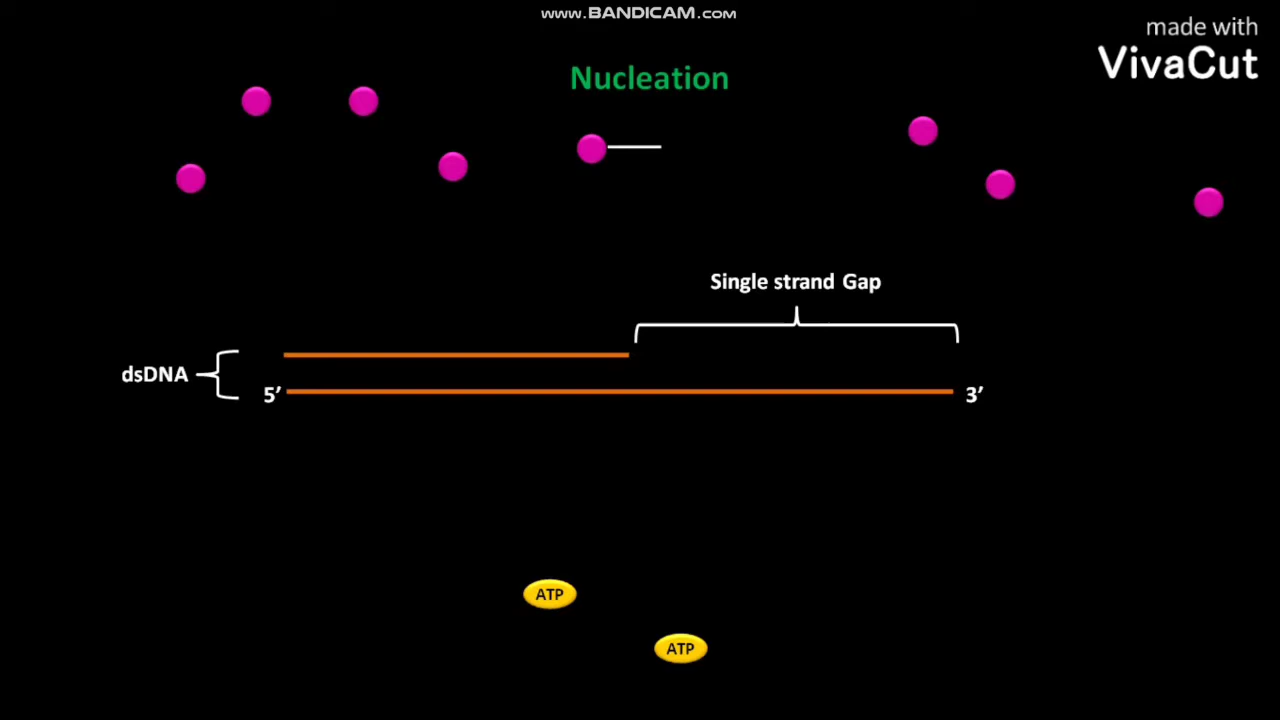 www.BANDICAM.com
made with
VivaCut
Nucleation
Single strand Gap
dsDNA
5’
3’
ATP
ATP